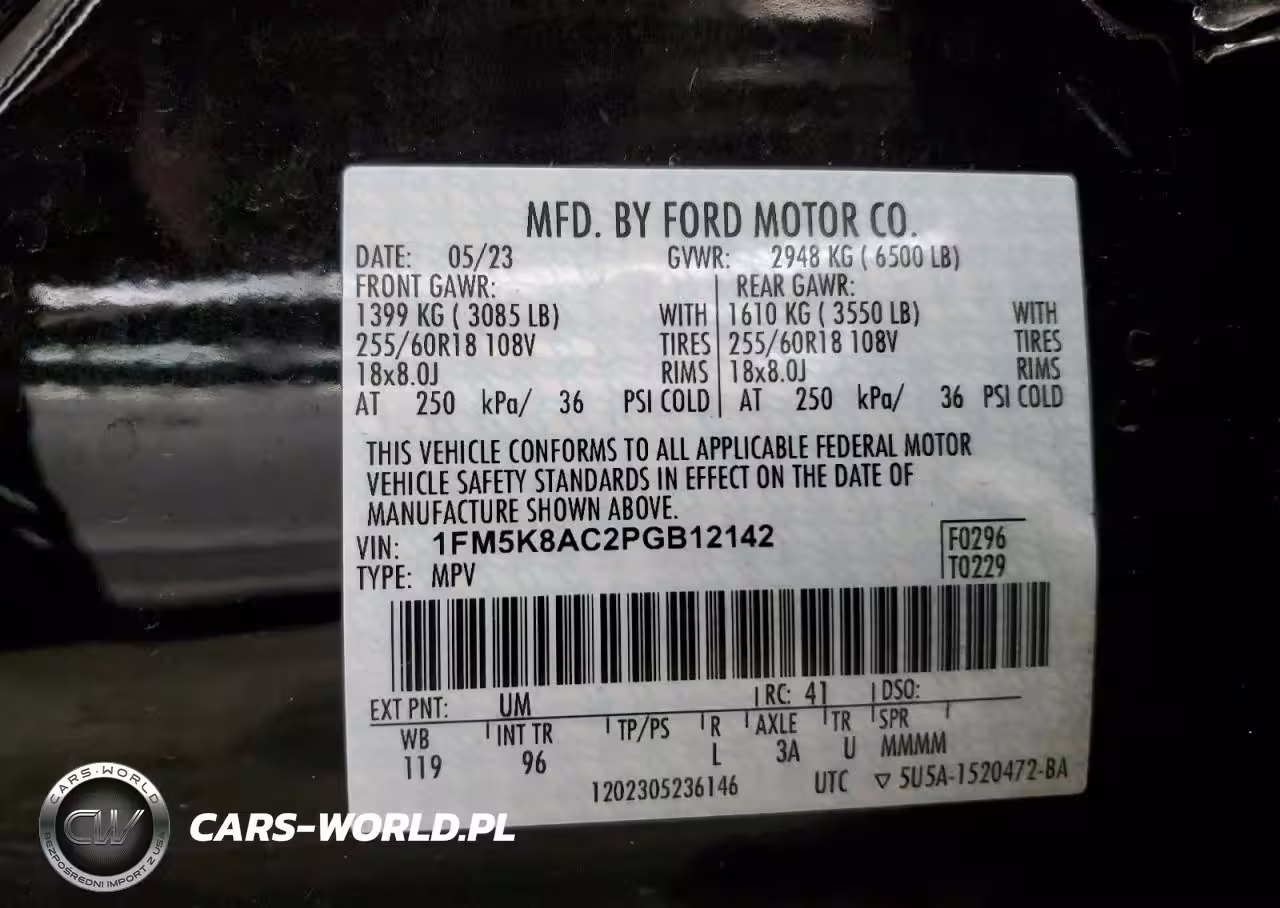 MFD. BY FORD MOTOR CO.
DATE: 05/23 GVWR: 2948 KG ( 6500 LB)
FRONT GAWR: REAR GAWR:
1399 KG ( 3085 LB) WITH 1610 KG ( 3550 LB) WITH
255/60R18 108V TIRES 255/60R18 108V TIRES
18x8.0J RIMS 18x8.0J RIMS
AT 250 kPa/ 36 PSI COLD AT 250 kPa/ 36 PSI COLD
THIS VEHICLE CONFORMS TO ALL APPLICABLE FEDERAL MOTOR
VEHICLE SAFETY STANDARDS IN EFFECT ON THE DATE OF
MANUFACTURE SHOWN ABOVE.
VIN: 1FM5K8AC2PGB12142 F0296
TYPE: MPV T0229
EXT PNT: UM RC: 41 DSO:
WB INT TR TP/PS R AXLE TR SPR
119 96 L 3A U MMMM
1202305236146 UTC ▽ 5U5A-1520472-BA
CARS-WORLD
CW
BEZPOŚREDNI IMPORT Z USA
CARS-WORLD.PL